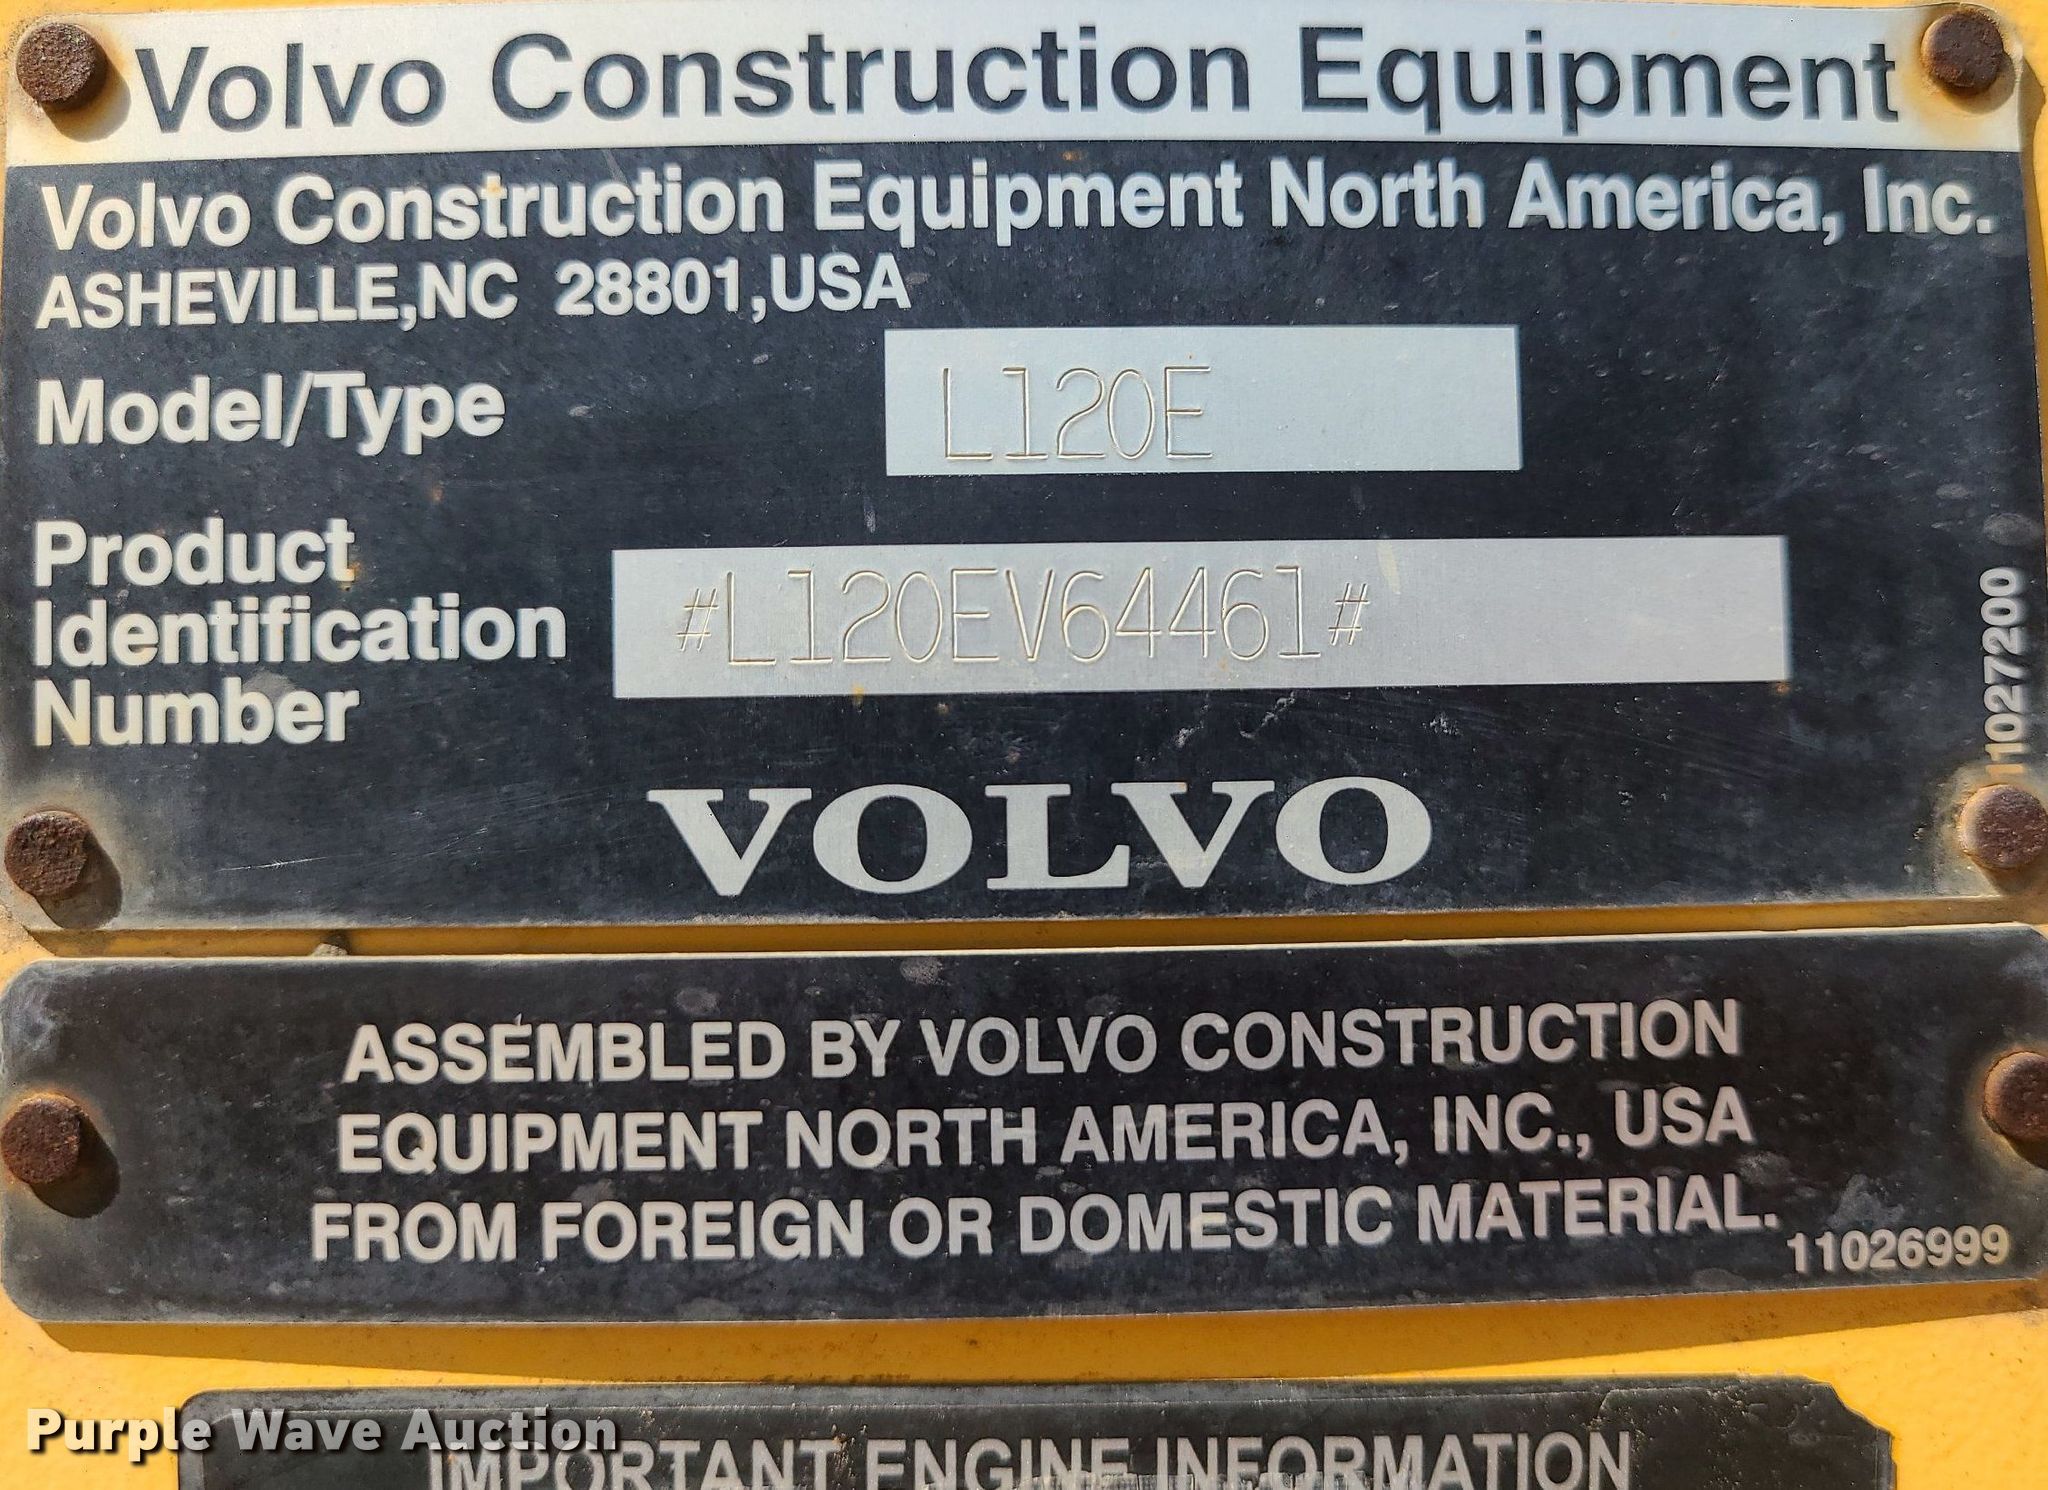 Volvo Construction Equipment
Volvo Construction Equipment North America, Inc.
ASHEVILLE,NC 28801,USA
Model/Type L120E
Product
Identification
Number
#L120EV64461#
11027200
VOLVO
ASSEMBLED BY VOLVO CONSTRUCTION
EQUIPMENT NORTH AMERICA, INC., USA
FROM FOREIGN OR DOMESTIC MATERIAL.
11026999
Purple Wave Auction
IMPORTANT ENGINE INFORMATION